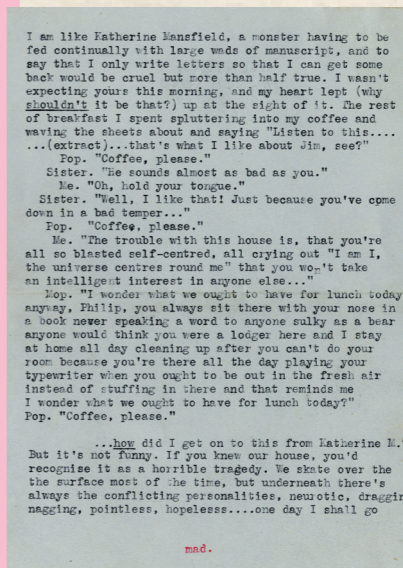 I am like Katherine Mansfield, a monster having to be
fed continually with large wads of manuscript, and to
say that I only write letters so that I can get some
back would be cruel but more than half true. I wasn't
expecting yours this morning, and my heart lept (why
shouldn't it be that?) up at the sight of it. The rest
of breakfast I spent spluttering into my coffee and
waving the sheets about and saying "Listen to this....
...(extract)...that's what I like about Jim, see?"
Pop. "Coffee, please."
Sister. "He sounds almost as bad as you."
Me. "Oh, hold your tongue."
Sister. "Well, I like that! Just because you've come
down in a bad temper..."
Pop. "Coffee, please."
Me. "The trouble with this house is, that you're
all so blasted self-centred, all crying out "I am I,
the universe centres round me" that you won't take
an intelligent interest in anyone else..."
Mop. "I wonder what we ought to have for lunch today
anyway, Philip, you always sit there with your nose in
a book never speaking a word to anyone sulky as a bear
anyone would think you were a lodger here and I stay
at home all day cleaning up after you can't do your
room because you're there all the day playing your
typewriter when you ought to be out in the fresh air
instead of stuffing in there and that reminds me
I wonder what we ought to have for lunch today?"
Pop. "Coffee, please."
...how did I get on to this from Katherine M.
But it's not funny. If you knew our house, you'd
recognise it as a horrible tragedy. We skate over the
the surface most of the time, but underneath there's
always the conflicting personalities, neurotic, draggin
nagging, pointless, hopelesss....one day I shall go
mad.